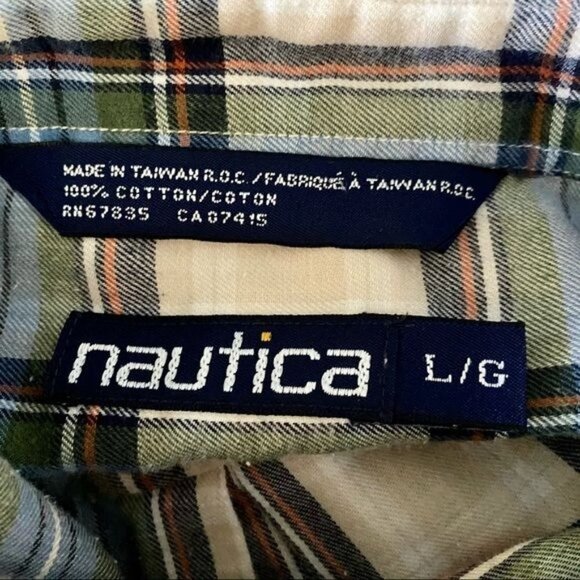 MADE IN TAIWAN R.O.C./FABRIQUÉ À TAIWAN R.O.C.
100% COTTON/COTON
RN67835 CA07415
nautica L/G